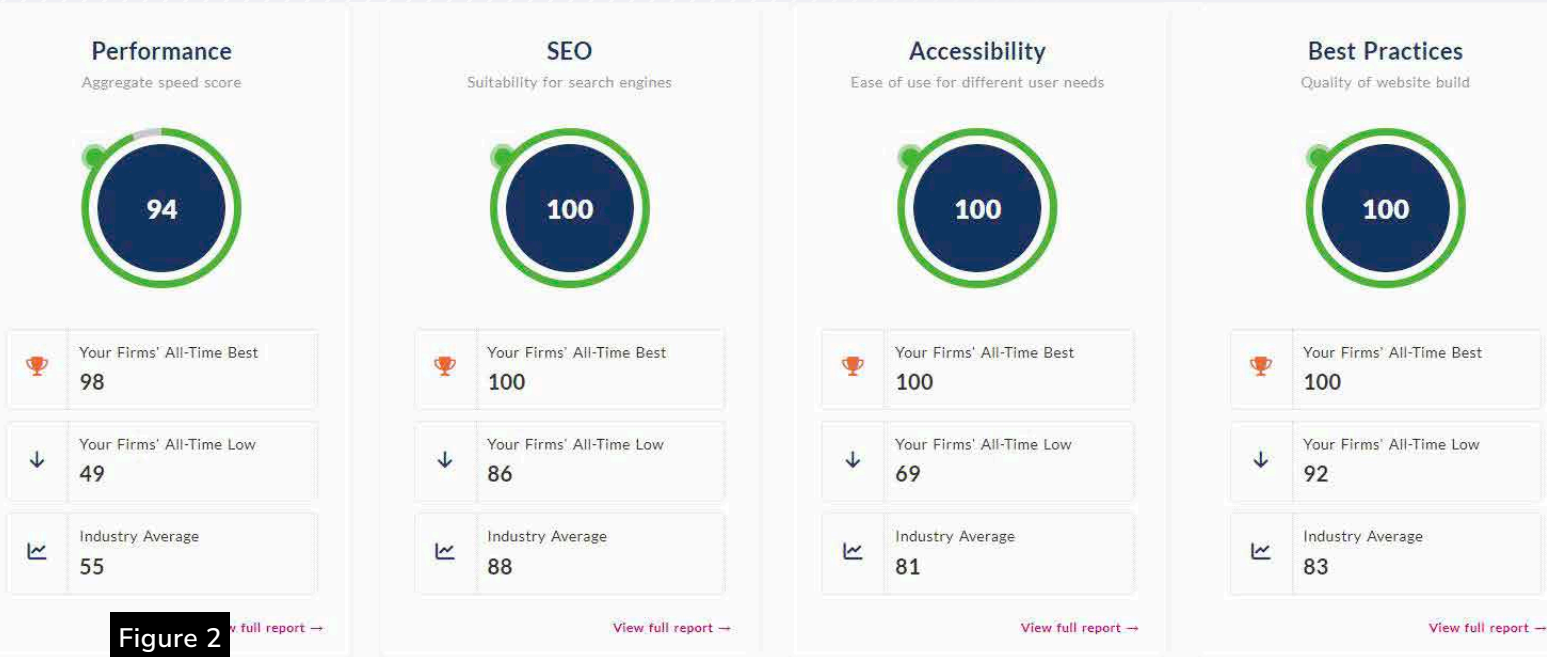 Performance
Aggregate speed score
94
Your Firms' All-Time Best
98
Your Firms' All-Time Low
49
Industry Average
55
full report →
SEO
Suitability for search engines
100
Your Firms' All-Time Best
100
Your Firms' All-Time Low
86
Industry Average
88
View full report →
Accessibility
Ease of use for different user needs
100
Your Firms' All-Time Best
100
Your Firms' All-Time Low
69
Industry Average
81
View full report →
Best Practices
Quality of website build
100
Your Firms' All-Time Best
100
Your Firms' All-Time Low
92
Industry Average
83
View full report →
Figure 2